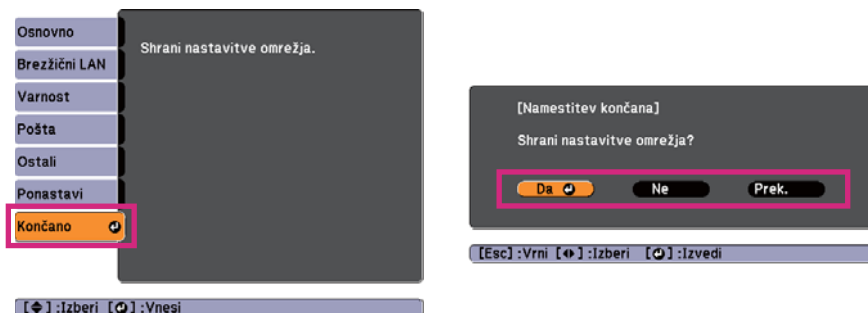 Osnovno
Brezžični LAN
Varnost
Pošta
Ostali
Ponastavi
Končano
Shrani nastavitve omrežja.
[ ] :Izberi [ ] :Vnesi
[Namestitev končana]
Shrani nastavitve omrežja?
Da Ne Prek.
[Esc] :Vrni [ ] :Izberi [ ] :Izvedi